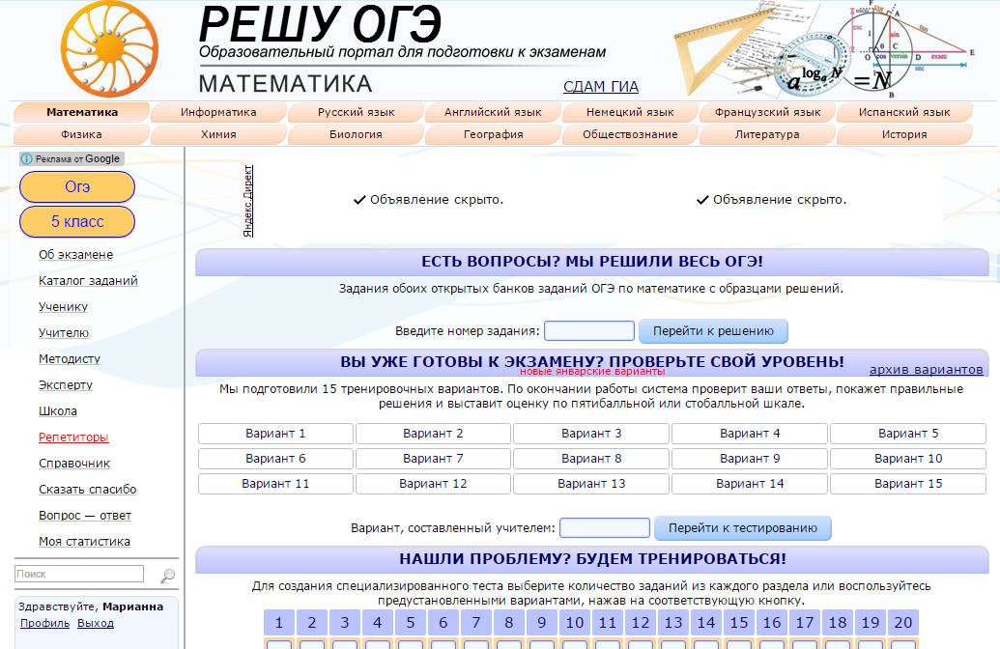 РЕШУ ОГЭ
Образовательный портал для подготовки к экзаменам
МАТЕМАТИКА
СДАМ ГИА
Математика Информатика Русский язык Английский язык Немецкий язык Французский язык Испанский язык
Физика Химия Биология География Обществознание Литература История
Реклама от Google
Огэ
5 класс
Об экзамене
Каталог заданий
Ученику
Учителю
Методисту
Эксперту
Школа
Репетиторы
Справочник
Сказать спасибо
Вопрос — ответ
Моя статистика
Поиск
Здравствуйте, Марианна
Профиль Выход
Яндекс.Директ
Объявление скрыто. Объявление скрыто.
ЕСТЬ ВОПРОСЫ? МЫ РЕШИЛИ ВЕСЬ ОГЭ!
Задания обоих открытых банков заданий ОГЭ по математике с образцами решений.
Введите номер задания: Перейти к решению
ВЫ УЖЕ ГОТОВЫ К ЭКЗАМЕНУ? ПРОВЕРЬТЕ СВОЙ УРОВЕНЬ!
новые январские варианты
архив вариантов
Мы подготовили 15 тренировочных вариантов. По окончании работы система проверит ваши ответы, покажет правильные
решения и выставит оценку по пятибалльной или стобалльной шкале.
Вариант 1 Вариант 2 Вариант 3 Вариант 4 Вариант 5
Вариант 6 Вариант 7 Вариант 8 Вариант 9 Вариант 10
Вариант 11 Вариант 12 Вариант 13 Вариант 14 Вариант 15
Вариант, составленный учителем: Перейти к тестированию
НАШЛИ ПРОБЛЕМУ? БУДЕМ ТРЕНИРОВАТЬСЯ!
Для создания специализированного теста выберите количество заданий из каждого раздела или воспользуйтесь
предустановленными вариантами, нажав на соответствующую кнопку.
1 2 3 4 5 6 7 8 9 10 11 12 13 14 15 16 17 18 19 20